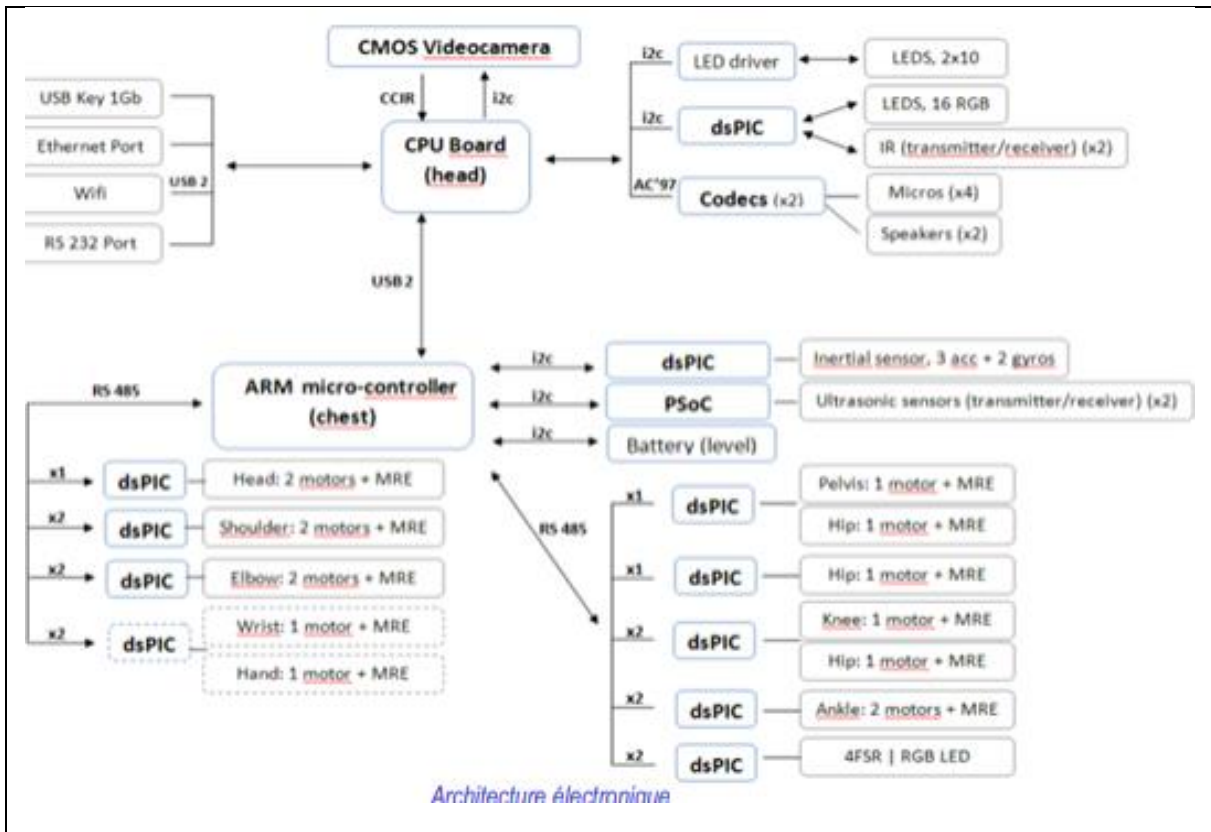 CMOS Videocamera
CCIR
i2c
CPU Board
(head)
USB Key 1Gb
Ethernet Port
Wifi
RS 232 Port
USB 2
i2c
LED driver
LEDS, 2x10
i2c
dsPIC
LEDS, 16 RGB
IR (transmitter/receiver) (x2)
AC'97
Codecs (x2)
Micros (x4)
Speakers (x2)
USB 2
ARM micro-controller
(chest)
i2c
dsPIC
Inertial sensor, 3 acc + 2 gyros
i2c
PSoC
Ultrasonic sensors (transmitter/receiver) (x2)
i2c
Battery (level)
RS 485
x1
dsPIC
Head: 2 motors + MRE
x2
dsPIC
Shoulder: 2 motors + MRE
x2
dsPIC
Elbow: 2 motors + MRE
x2
dsPIC
Wrist: 1 motor + MRE
Hand: 1 motor + MRE
RS 485
x1
dsPIC
Pelvis: 1 motor + MRE
Hip: 1 motor + MRE
x1
dsPIC
Hip: 1 motor + MRE
x2
dsPIC
Knee: 1 motor + MRE
Hip: 1 motor + MRE
x2
dsPIC
Ankle: 2 motors + MRE
x2
dsPIC
4FSR | RGB LED
Architecture électronique